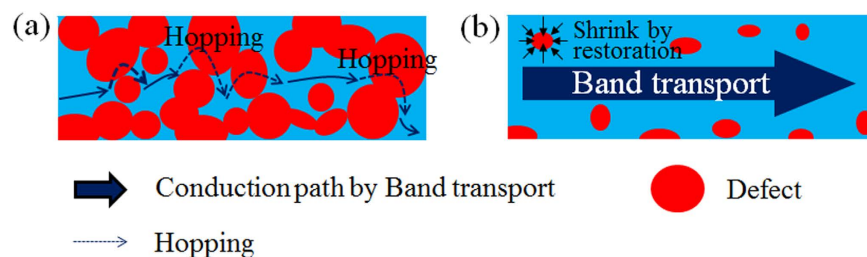 (a)
Hopping
Hopping
(b)
Shrink by
restoration
Band transport
Conduction path by Band transport
Defect
Hopping